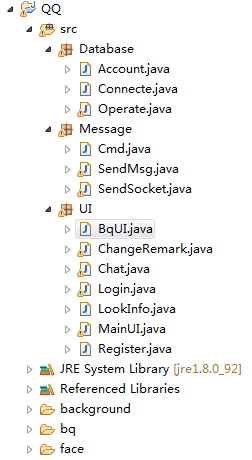 QQ
src
Database
Account.java
Connecte.java
Operate.java
Message
Cmd.java
SendMsg.java
SendSocket.java
UI
BqUI.java
ChangeRemark.java
Chat.java
Login.java
LookInfo.java
MainUI.java
Register.java
JRE System Library [jre1.8.0_92]
Referenced Libraries
background
bq
face